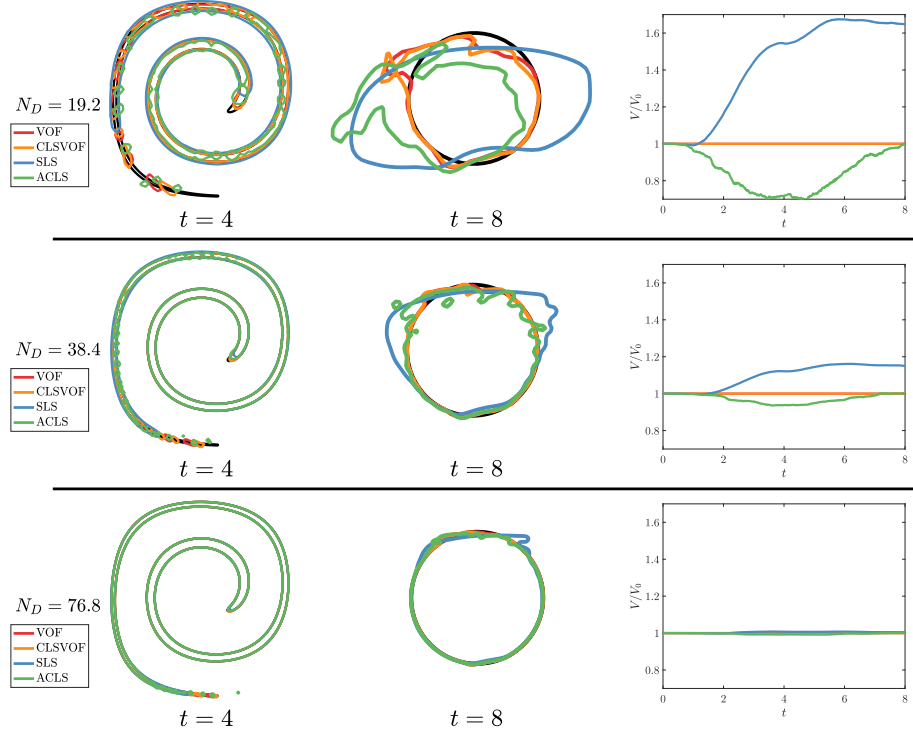 N_D = 19.2
VOF
CLSVOF
SLS
ACLS
t = 4
t = 8
V/V_0
1.6
1.4
1.2
1
0.8
0 2 4 6 8
t
N_D = 38.4
VOF
CLSVOF
SLS
ACLS
t = 4
t = 8
V/V_0
1.6
1.4
1.2
1
0.8
0 2 4 6 8
t
N_D = 76.8
VOF
CLSVOF
SLS
ACLS
t = 4
t = 8
V/V_0
1.6
1.4
1.2
1
0.8
0 2 4 6 8
t